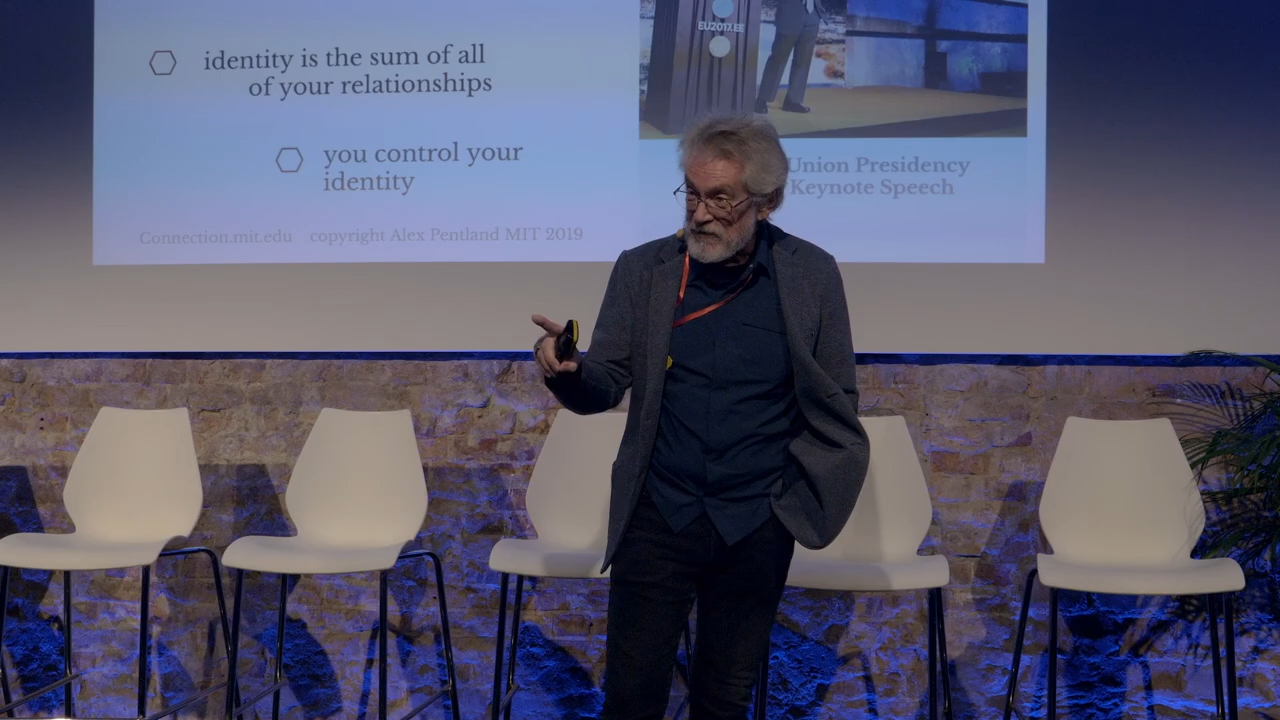 EU2017.EE
identity is the sum of all
of your relationships
you control your
identity
Union Presidency
Keynote Speech
Connection.mit.edu copyright Alex Pentland MIT 2019